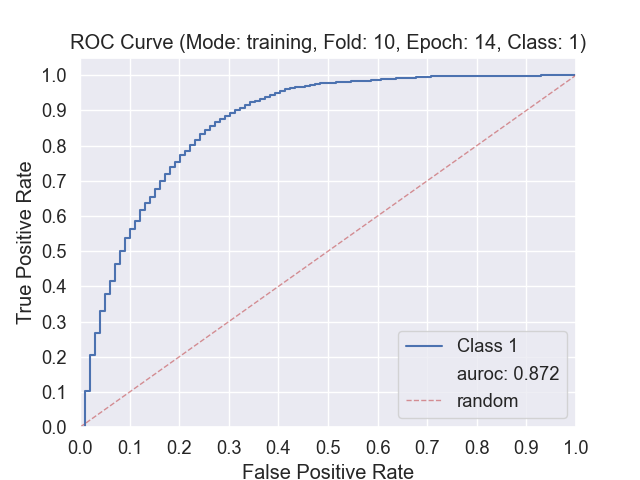 ROC Curve (Mode: training, Fold: 10, Epoch: 14, Class: 1)
True Positive Rate
1.0
0.9
0.8
0.7
0.6
0.5
0.4
0.3
0.2
0.1
0.0
Class 1
auroc: 0.872
random
0.0 0.1 0.2 0.3 0.4 0.5 0.6 0.7 0.8 0.9 1.0
False Positive Rate